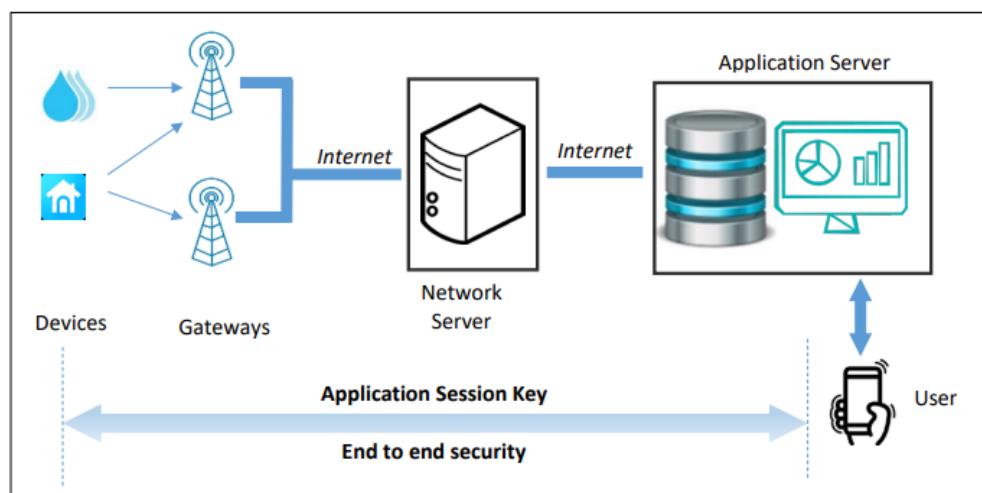 Application Server
Internet
Internet
Network
Server
Devices
Gateways
Application Session Key
User
End to end security